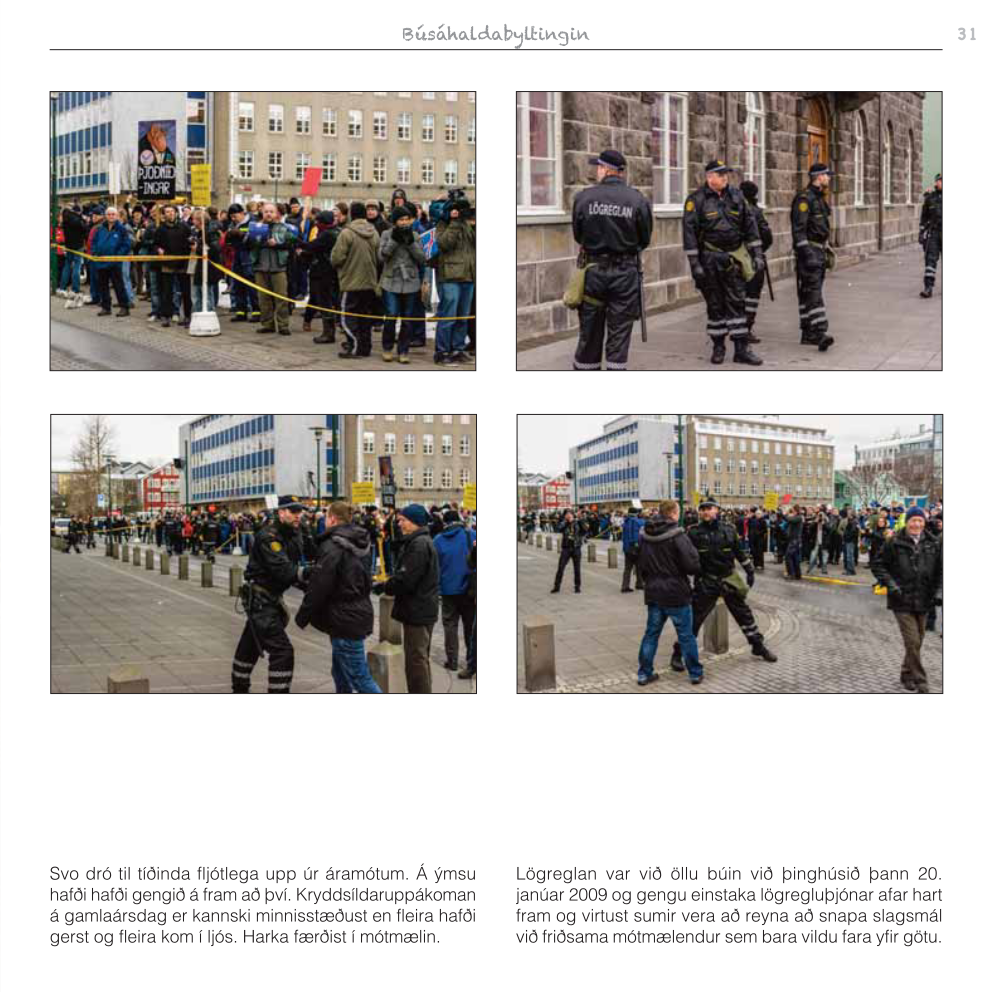 Búsáhaldabyltingin
31
ÞJÓÐNÍÐ
-INGAR
LÖGREGLAN
Svo dró til tíðinda fljótlega upp úr áramótum. Á ýmsu
hafði hafði gengið á fram að því. Kryddsíldaruppákoman
á gamlaársdag er kannski minnisstæðust en fleira hafði
gerst og fleira kom í ljós. Harka færðist í mótmælin.
Lögreglan var við öllu búin við þinghúsið þann 20.
janúar 2009 og gengu einstaka lögregluþjónar afar hart
fram og virtust sumir vera að reyna að snapa slagsmál
við friðsama mótmælendur sem bara vildu fara yfir götu.